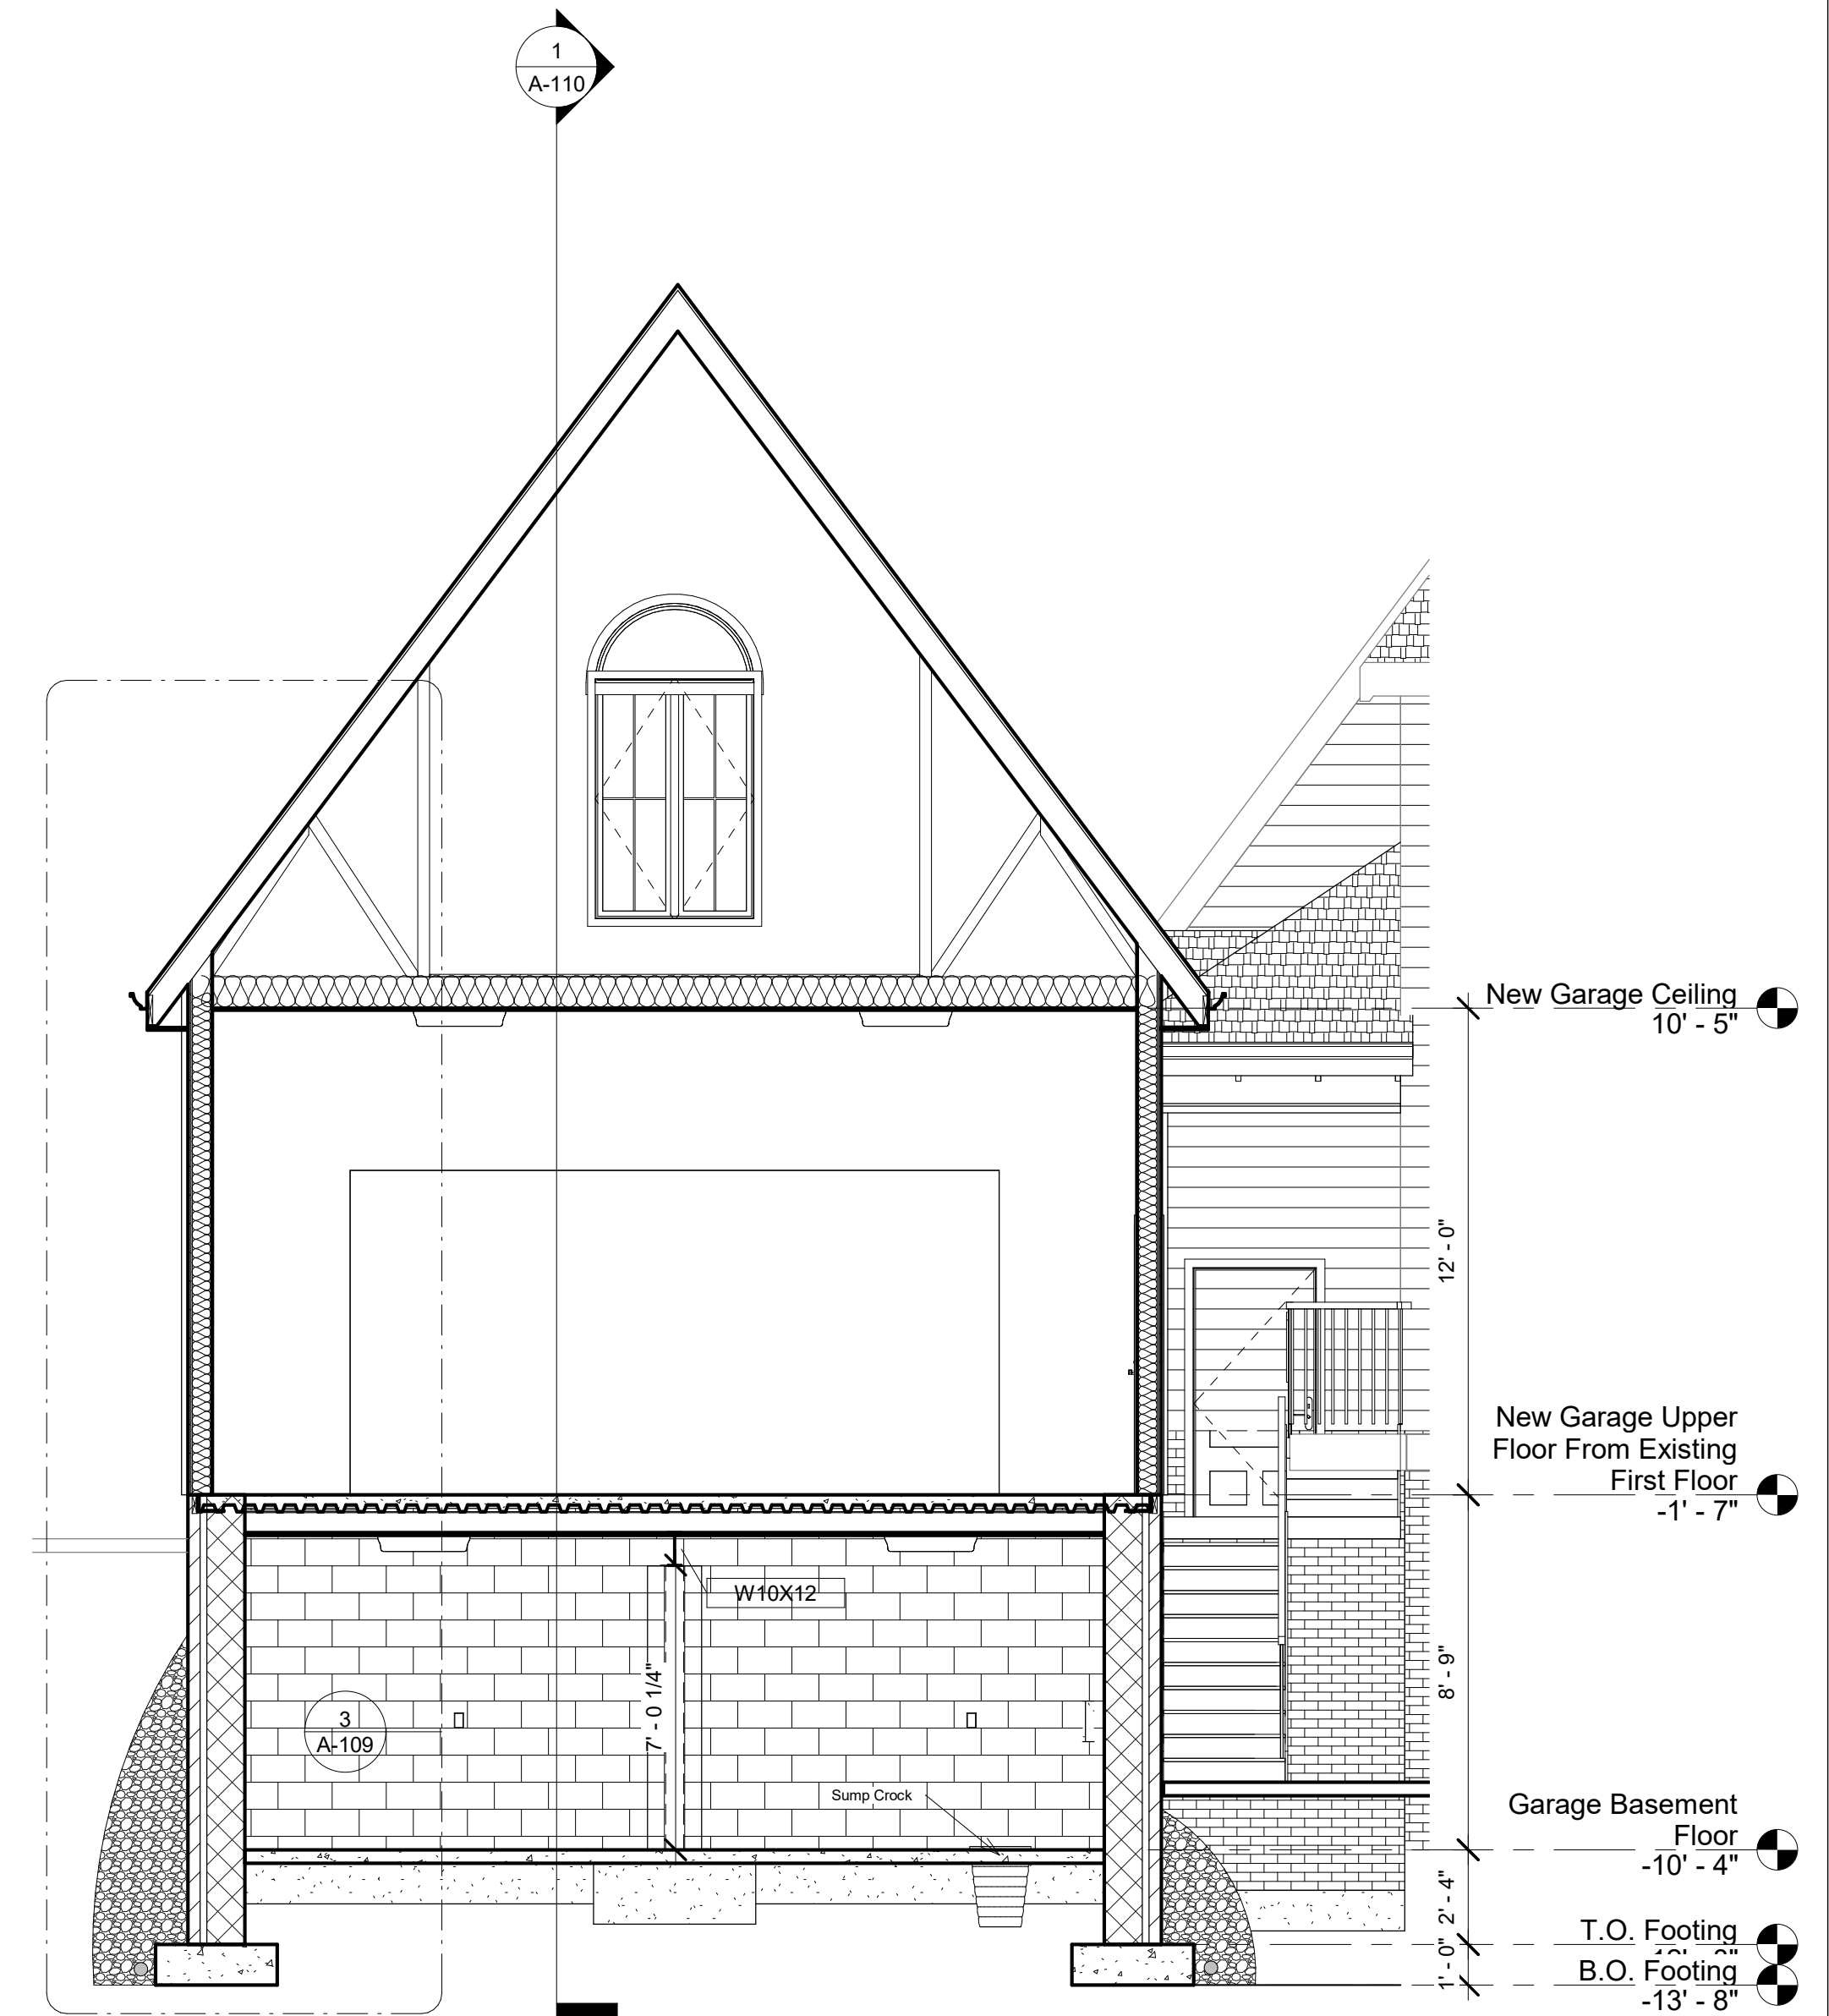 1
A-110
New Garage Ceiling
10' - 5"
12' - 0"
New Garage Upper
Floor From Existing
First Floor
-1' - 7"
W10X12
7' - 0 1/4"
8' - 9"
3
A-109
Sump Crock
Garage Basement
Floor
-10' - 4"
2' - 4"
T.O. Footing
1' - 0"
B.O. Footing
-13' - 8"